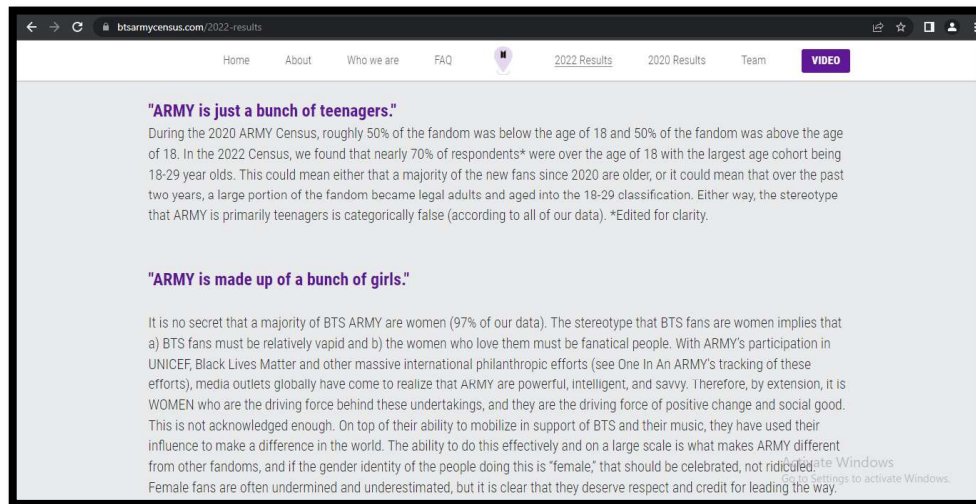 btsarmycensus.com/2022-results
Home About Who we are FAQ 2022 Results 2020 Results Team VIDEO
"ARMY is just a bunch of teenagers."
During the 2020 ARMY Census, roughly 50% of the fandom was below the age of 18 and 50% of the fandom was above the age
of 18. In the 2022 Census, we found that nearly 70% of respondents* were over the age of 18 with the largest age cohort being
18-29 year olds. This could mean either that a majority of the new fans since 2020 are older, or it could mean that over the past
two years, a large portion of the fandom became legal adults and aged into the 18-29 classification. Either way, the stereotype
that ARMY is primarily teenagers is categorically false (according to all of our data). *Edited for clarity.
"ARMY is made up of a bunch of girls."
It is no secret that a majority of BTS ARMY are women (97% of our data). The stereotype that BTS fans are women implies that
a) BTS fans must be relatively vapid and b) the women who love them must be fanatical people. With ARMY's participation in
UNICEF, Black Lives Matter and other massive international philanthropic efforts (see One In An ARMY's tracking of these
efforts), media outlets globally have come to realize that ARMY are powerful, intelligent, and savvy. Therefore, by extension, it is
WOMEN who are the driving force behind these undertakings, and they are the driving force of positive change and social good.
This is not acknowledged enough. On top of their ability to mobilize in support of BTS and their music, they have used their
influence to make a difference in the world. The ability to do this effectively and on a large scale is what makes ARMY different
from other fandoms, and if the gender identity of the people doing this is "female," that should be celebrated, not ridiculed.
Female fans are often undermined and underestimated, but it is clear that they deserve respect and credit for leading the way.
Activate Windows
Go to Settings to activate Windows.